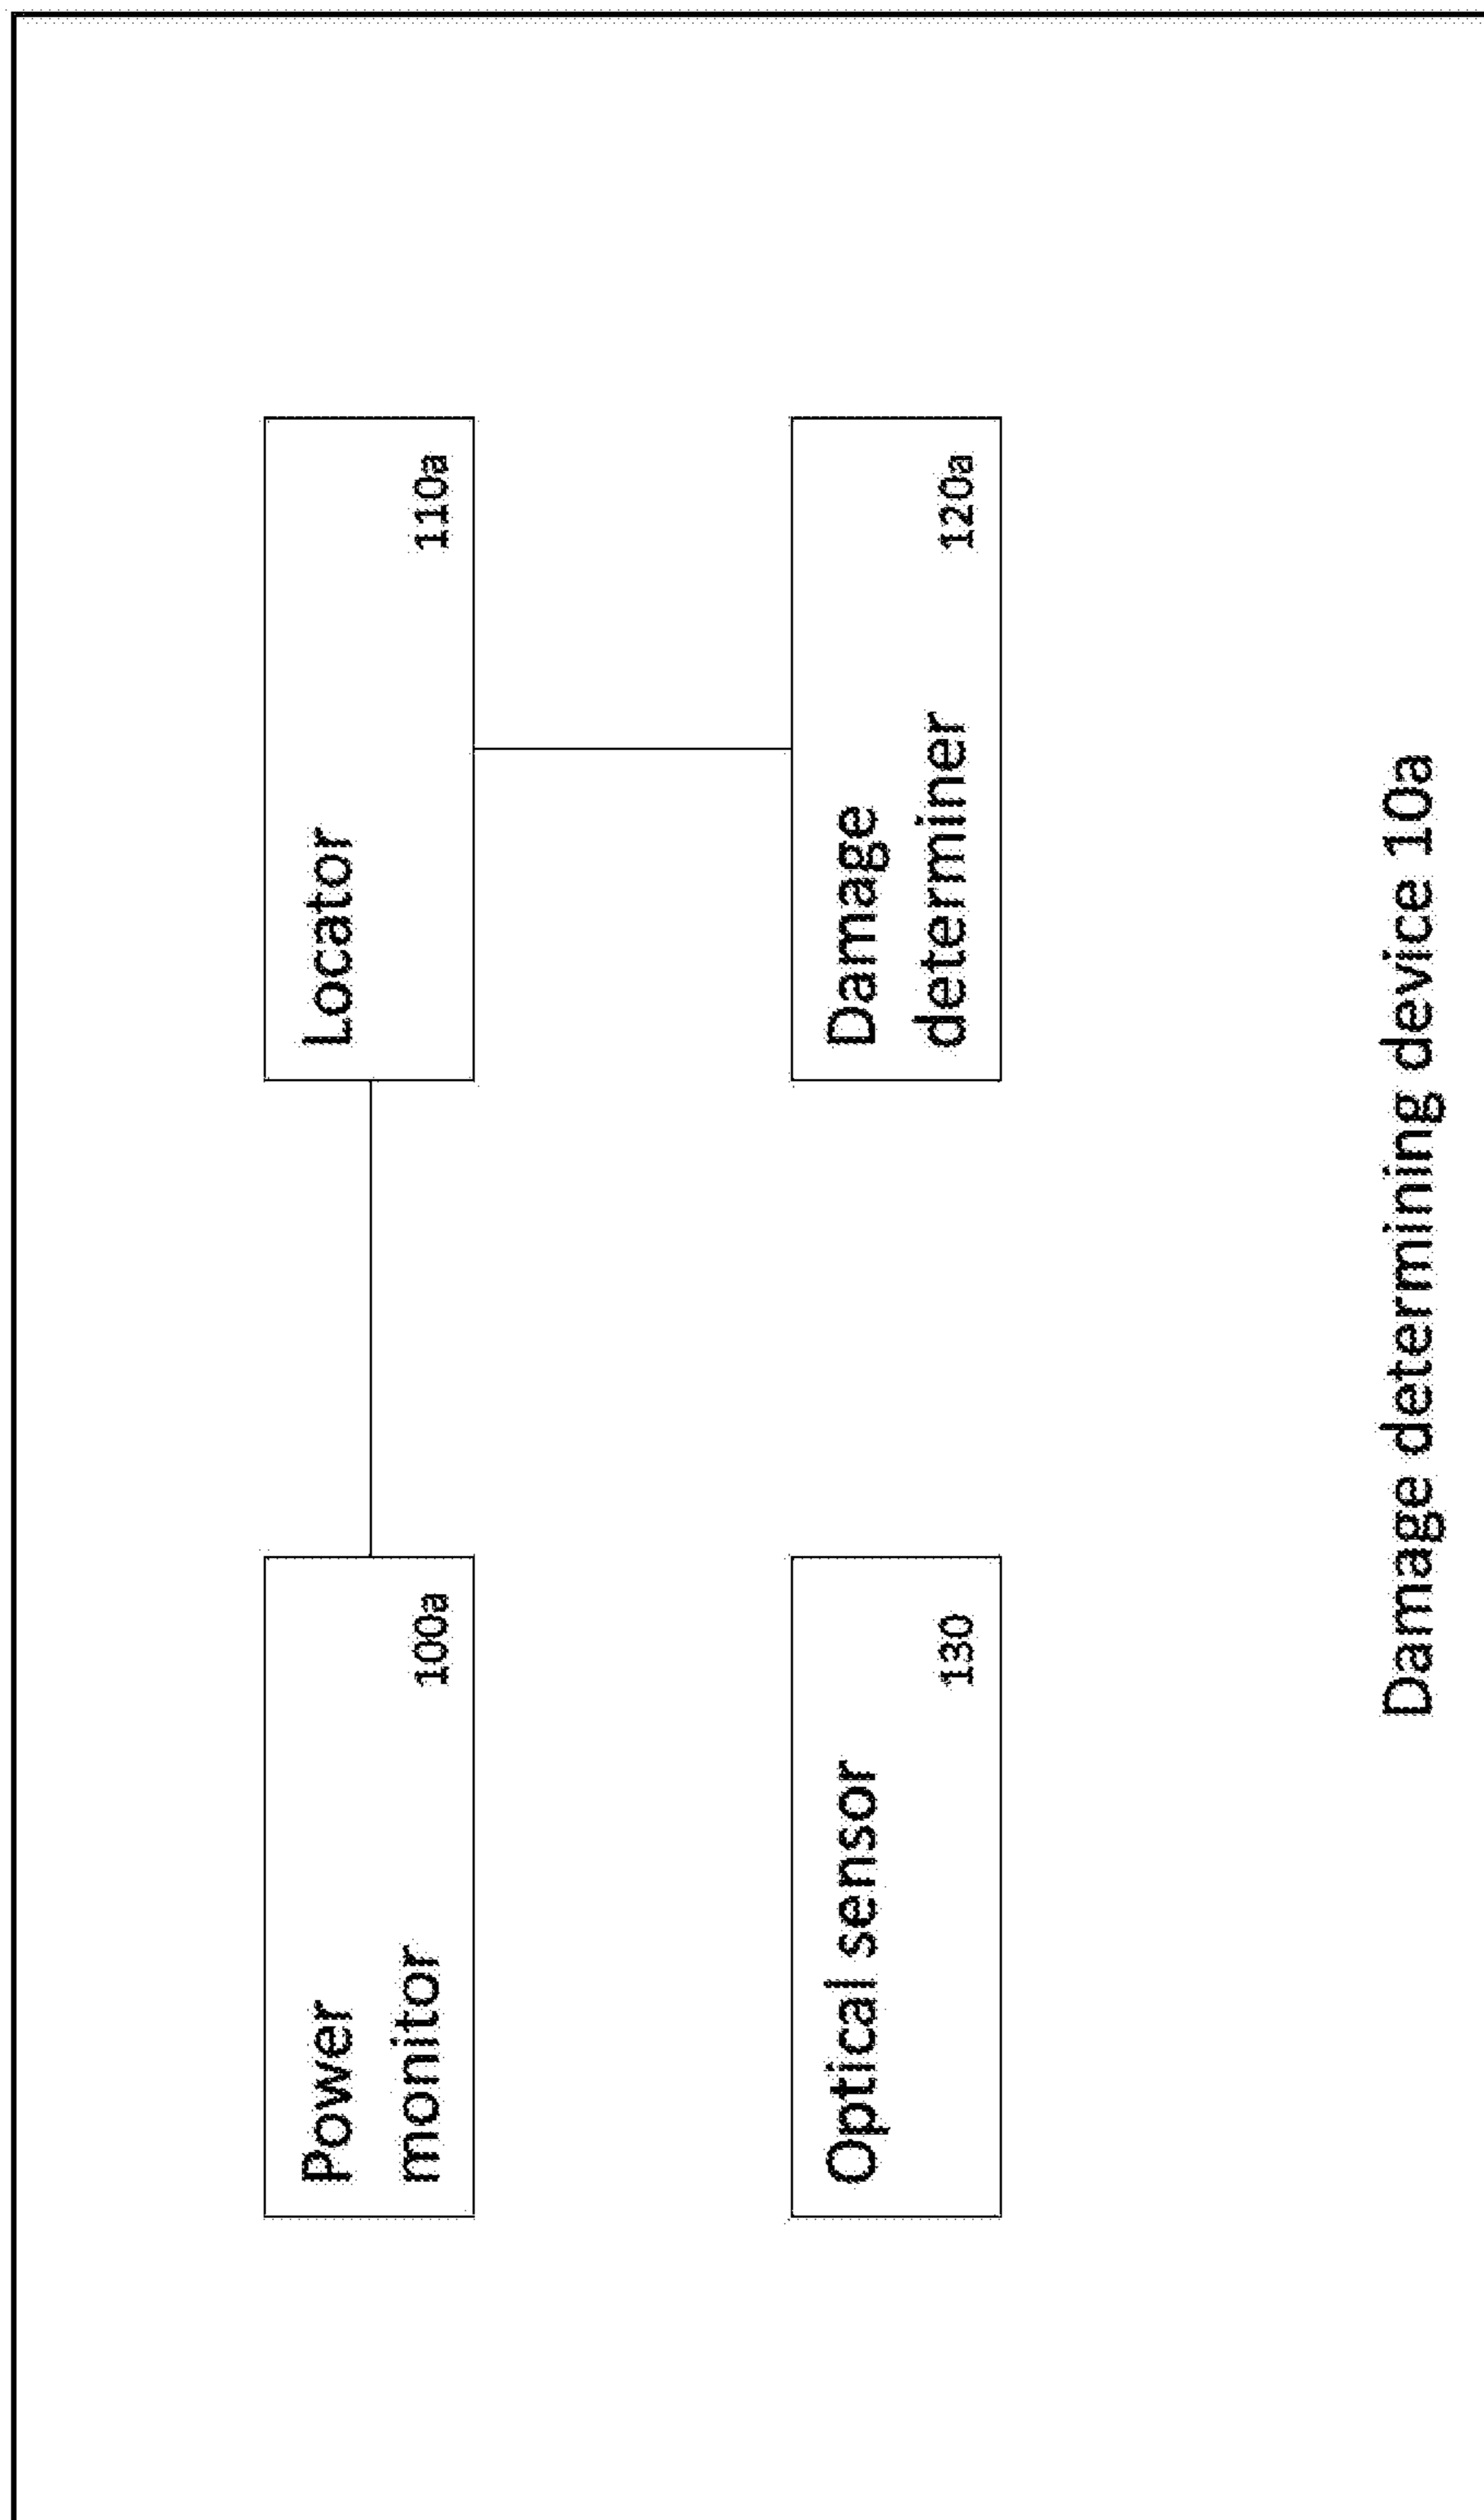 Power
monitor
100a
Locator
110a
Optical sensor
130
Damage
determiner
120a
Damage determining device 10a